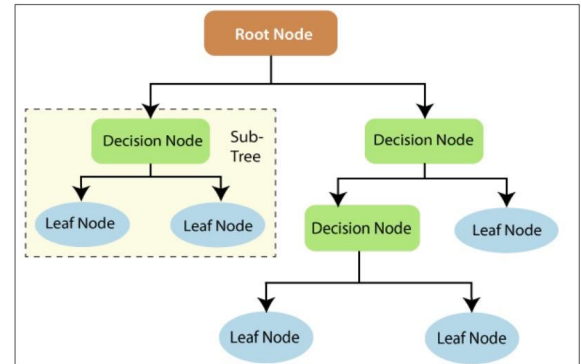 Root Node
Decision Node
Sub-
Tree
Decision Node
Leaf Node
Leaf Node
Decision Node
Leaf Node
Leaf Node
Leaf Node